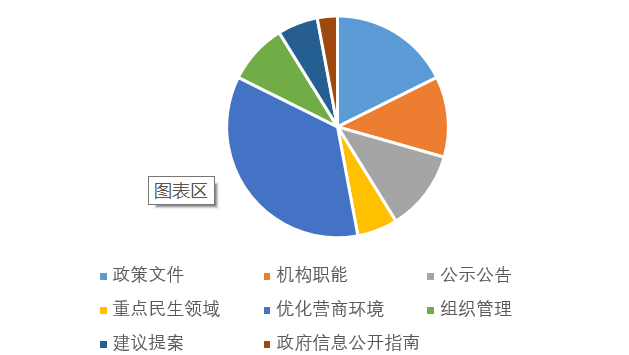 图表区
政策文件 机构职能 公示公告
重点民生领域 优化营商环境 组织管理
建议提案 政府信息公开指南